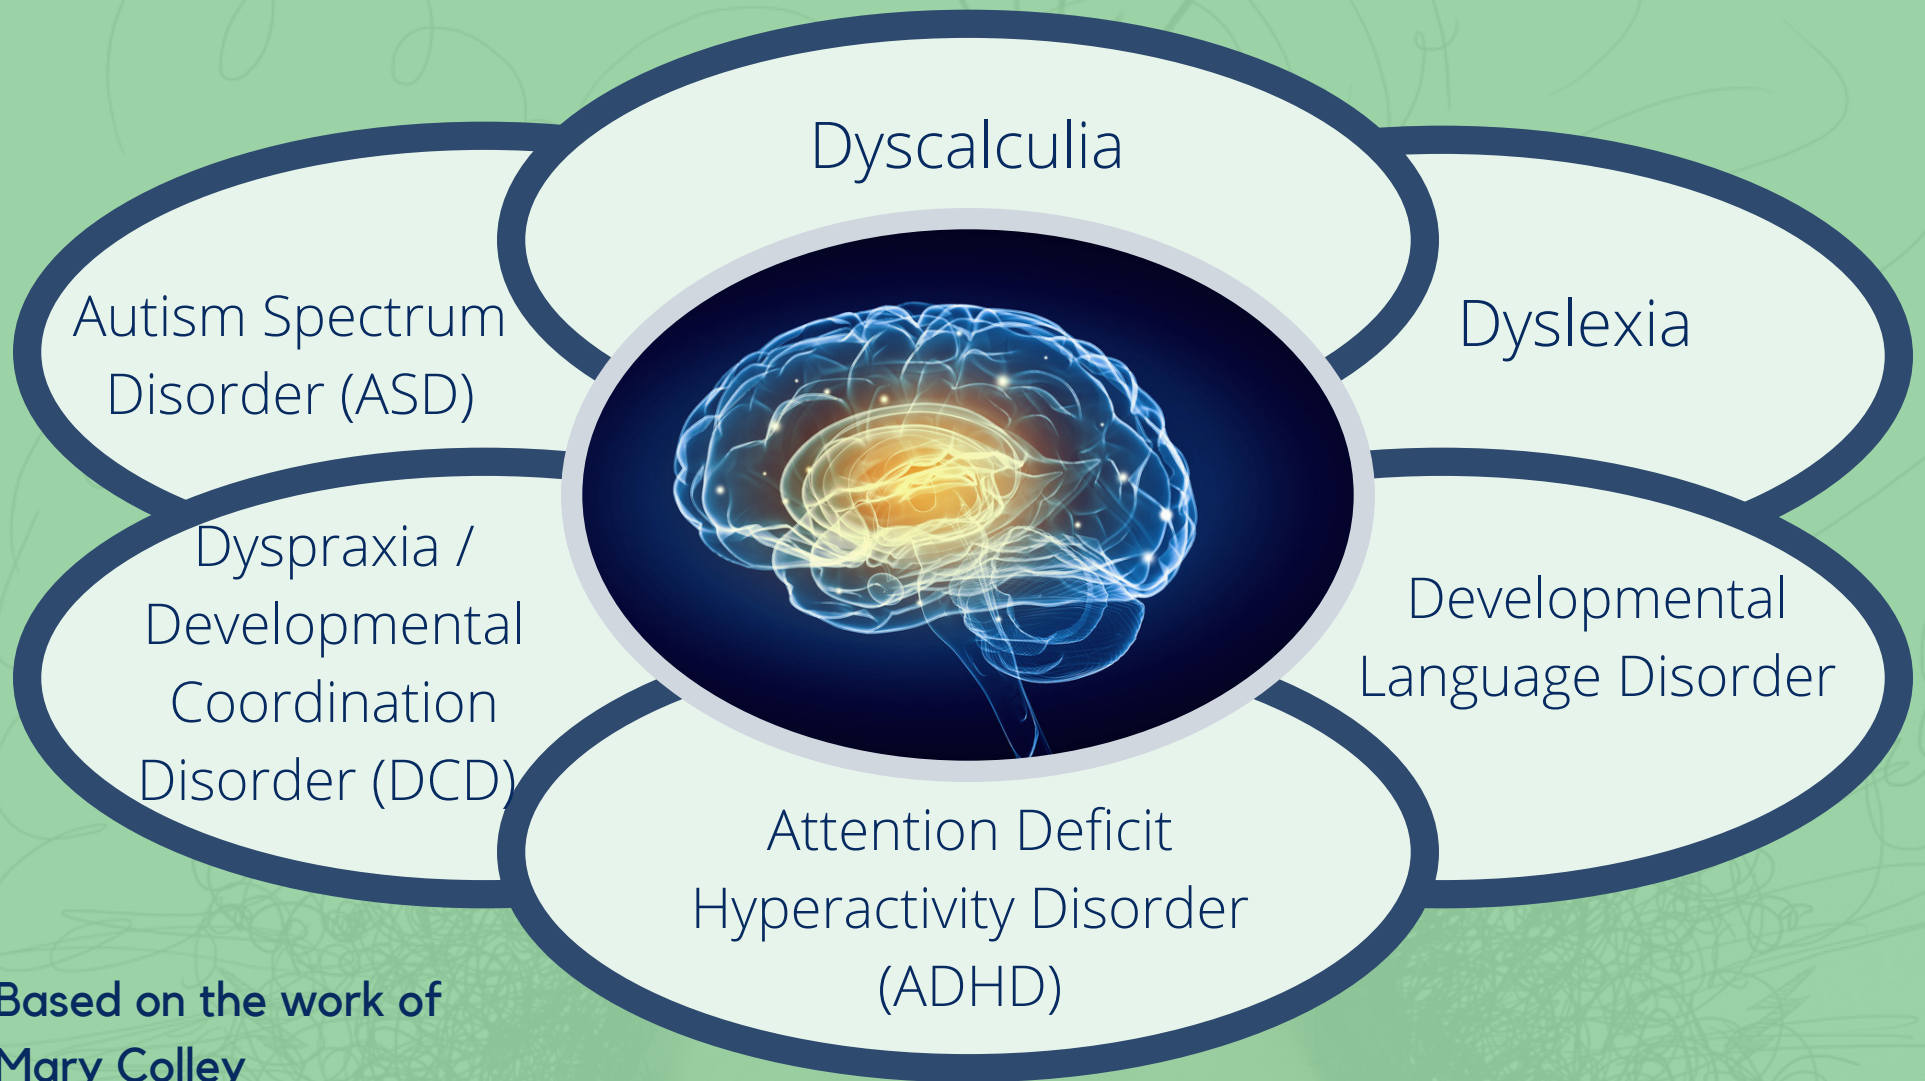 Dyscalculia
Autism Spectrum
Disorder (ASD)
Dyslexia
Dyspraxia /
Developmental
Coordination
Disorder (DCD)
Developmental
Language Disorder
Attention Deficit
Hyperactivity Disorder
(ADHD)
Based on the work of
Mary Colley